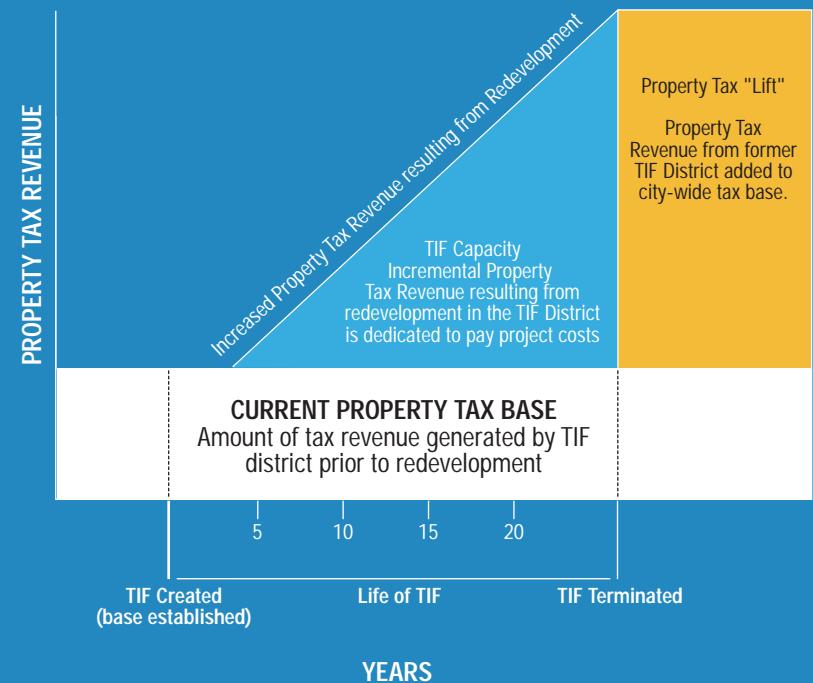 PROPERTY TAX REVENUE
Increased Property Tax Revenue resulting from Redevelopment
Property Tax "Lift"
Property Tax
Revenue from former
TIF District added to
city-wide tax base.
TIF Capacity
Incremental Property
Tax Revenue resulting from
redevelopment in the TIF District
is dedicated to pay project costs
CURRENT PROPERTY TAX BASE
Amount of tax revenue generated by TIF
district prior to redevelopment
5 10 15 20
TIF Created
(base established)
Life of TIF
TIF Terminated
YEARS